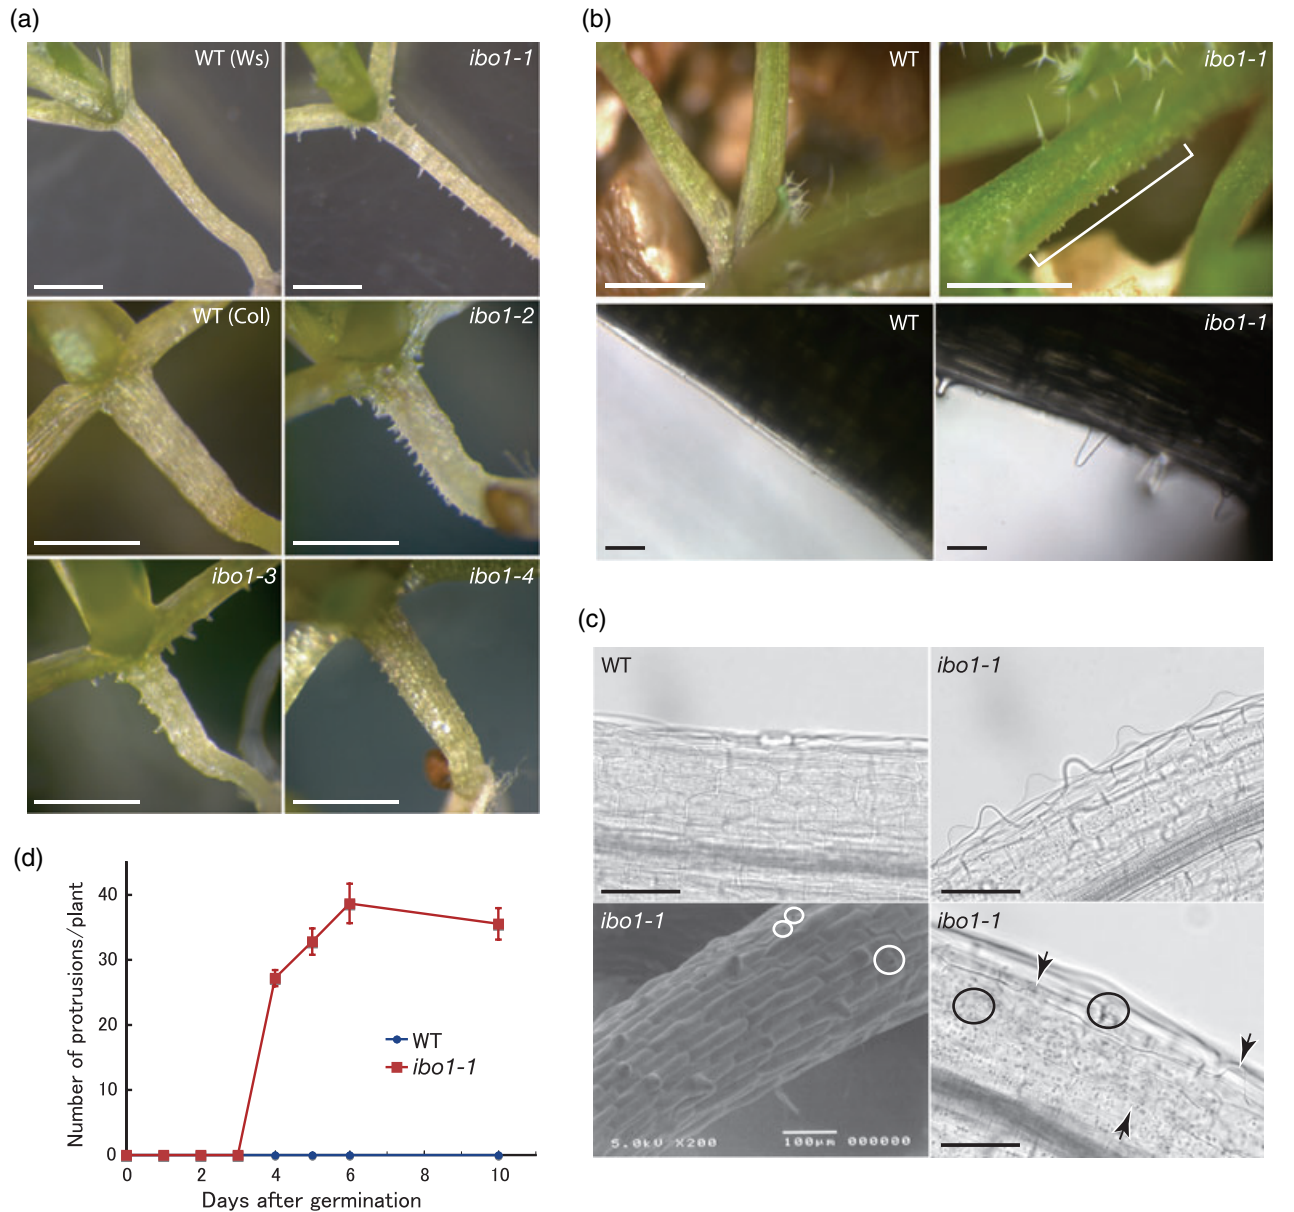 (a)
WT (Ws)
ibo1-1
WT (Col)
ibo1-2
ibo1-3
ibo1-4
(b)
WT
ibo1-1
WT
ibo1-1
(c)
WT
ibo1-1
ibo1-1
5.0kV X200 100μm 000000
ibo1-1
(d)
Number of protrusions/plant
40
30
20
10
0
WT
ibo1-1
0 2 4 6 8 10
Days after germination